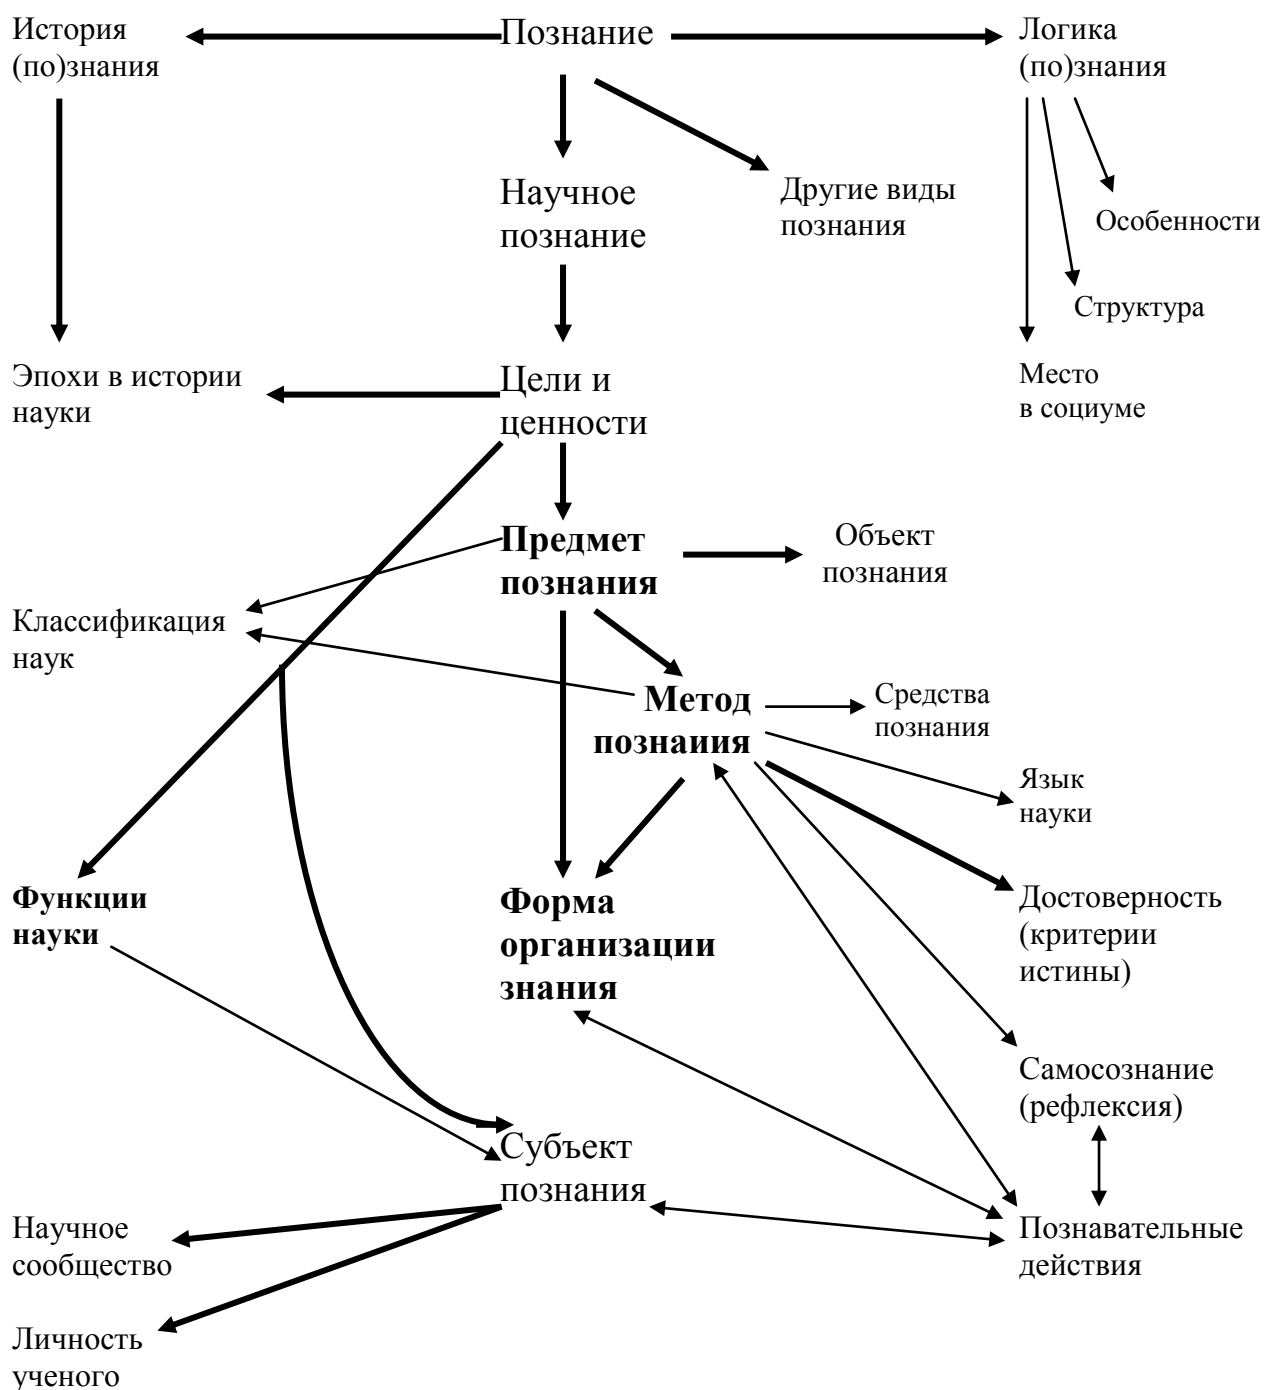 История
(по)знания
Познание
Логика
(по)знания
Научное
познание
Другие виды
познания
Особенности
Структура
Эпохи в истории
науки
Цели и
ценности
Место
в социуме
Предмет
познания
Объект
познания
Классификация
наук
Метод
познаиия
Средства
познания
Язык
науки
Функции
науки
Форма
организации
знания
Достоверность
(критерии
истины)
Самосознание
(рефлексия)
Субъект
познания
Научное
сообщество
Познавательные
действия
Личность
ученого